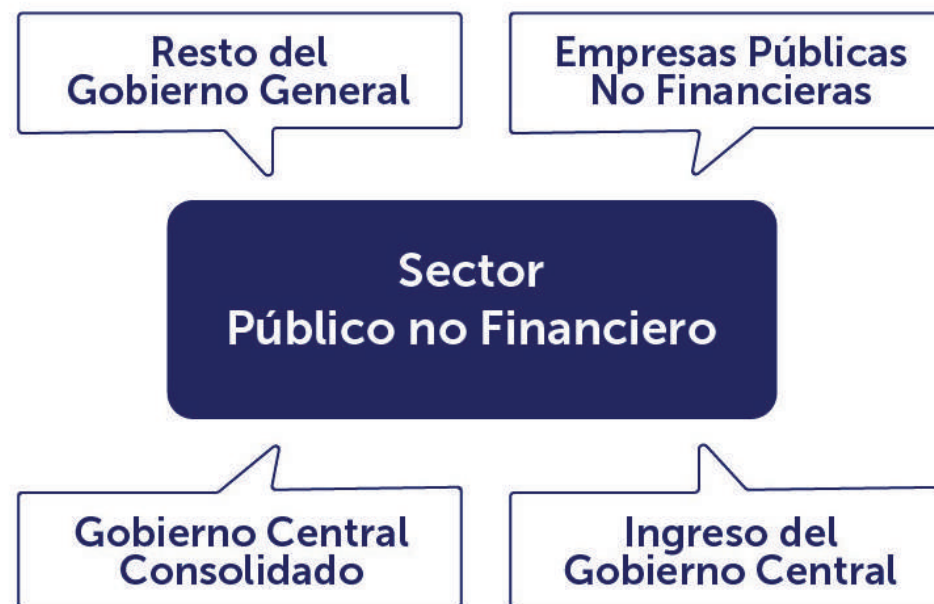 Resto del
Gobierno General
Empresas Públicas
No Financieras
Sector
Público no Financiero
Gobierno Central
Consolidado
Ingreso del
Gobierno Central